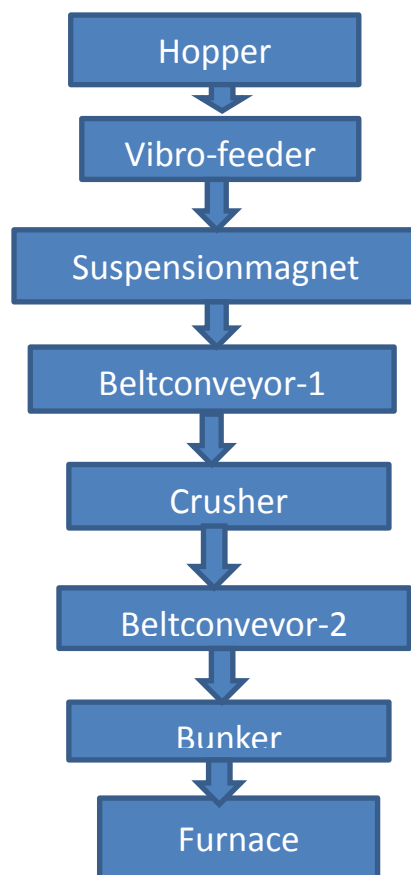 Hopper
Vibro-feeder
Suspensionmagnet
Beltconveyor-1
Crusher
Beltconveyor-2
Bunker
Furnace